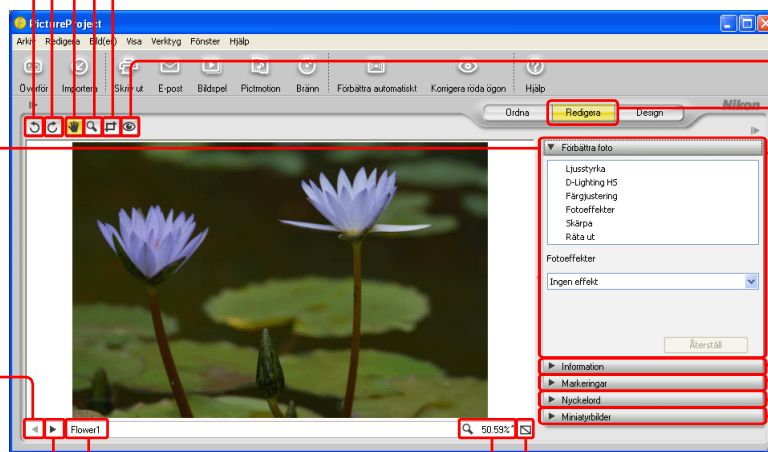 PictureProject
Arkiv Redigera Bild(er) Visa Verktyg Fönster Hjälp
Överför Importera Skriv ut E-post Bildspel Pictmotion Bränn Förbättra automatiskt Korrigera röda ögon Hjälp
Ordna Redigera Design Nikon
Förbättra foto
Ljusstyrka
D-Lighting HS
Färgjustering
Fotoeffekter
Skärpa
Räta ut
Fotoeffekter
Ingen effekt
Återställ
Information
Markeringar
Nyckelord
Miniatyrbilder
Flower1 50.59%